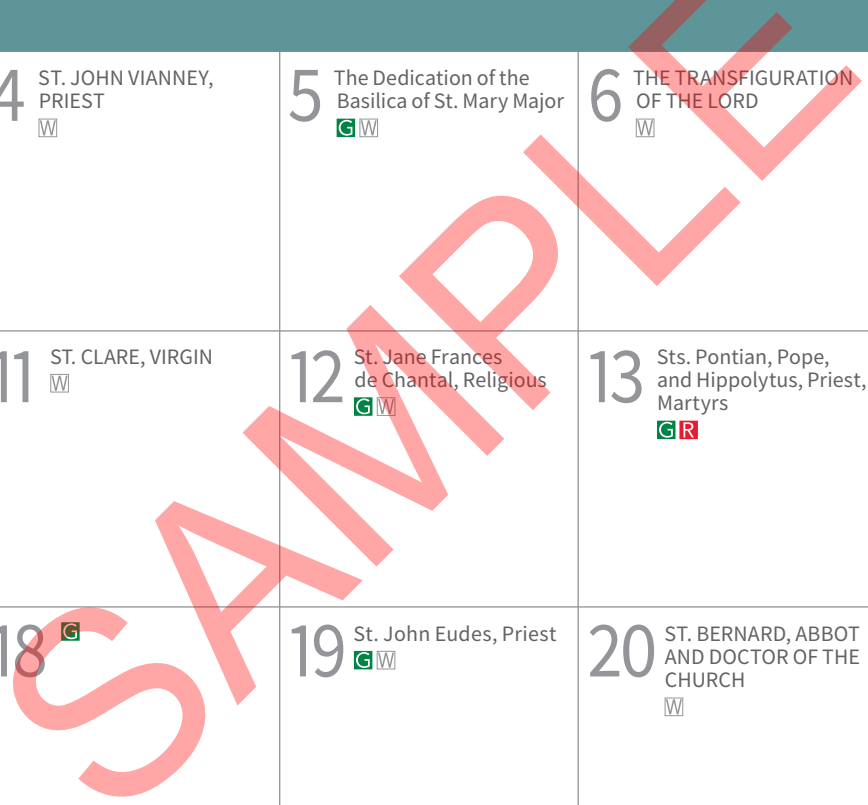 4 ST. JOHN VIANNEY,
PRIEST
W
5 The Dedication of the
Basilica of St. Mary Major
G W
6 THE TRANSFIGURATION
OF THE LORD
W
11 ST. CLARE, VIRGIN
W
12 St. Jane Frances
de Chantal, Religious
G W
13 Sts. Pontian, Pope,
and Hippolytus, Priest,
Martyrs
G R
18 G
19 St. John Eudes, Priest
G W
20 ST. BERNARD, ABBOT
AND DOCTOR OF THE
CHURCH
W
SAMPLE